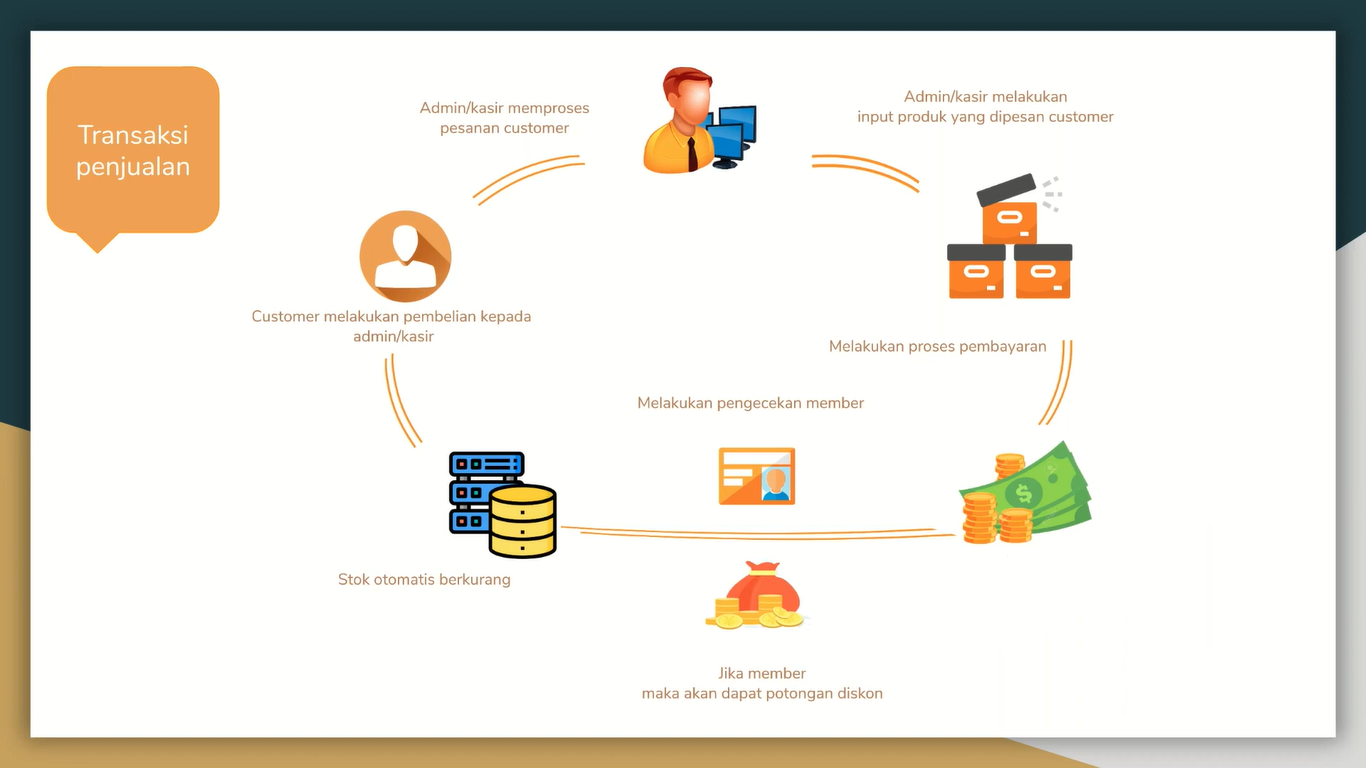 Transaksi
penjualan
Admin/kasir memproses
pesanan customer
Admin/kasir melakukan
input produk yang dipesan customer
Customer melakukan pembelian kepada
admin/kasir
Melakukan proses pembayaran
Melakukan pengecekan member
Stok otomatis berkurang
Jika member
maka akan dapat potongan diskon